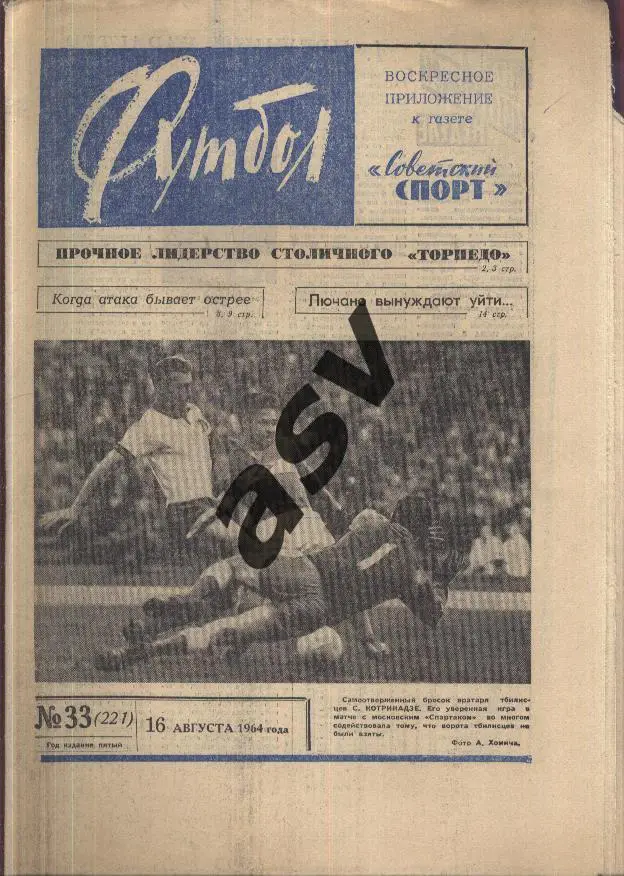 Футбол
ВОСКРЕСНОЕ
ПРИЛОЖЕНИЕ
к газете
«Советский
СПОРТ»
ПРОЧНОЕ ЛИДЕРСТВО СТОЛИЧНОГО «ТОРПЕДО»
2, 3 стр.
Когда атака бывает острее
8, 9 стр.
Лючано вынуждают уйти...
14 стр.
asv
№ 33 (221)
Год издания пятый
16 АВГУСТА 1964 года
Самоотверженный бросок вратаря тбилис-
цев С. КОТРИКАДЗЕ. Его уверенная игра в
матче с московским «Спартаком» во многом
содействовала тому, что ворота тбилисцев не
были взяты.
Фото А. Хомича.